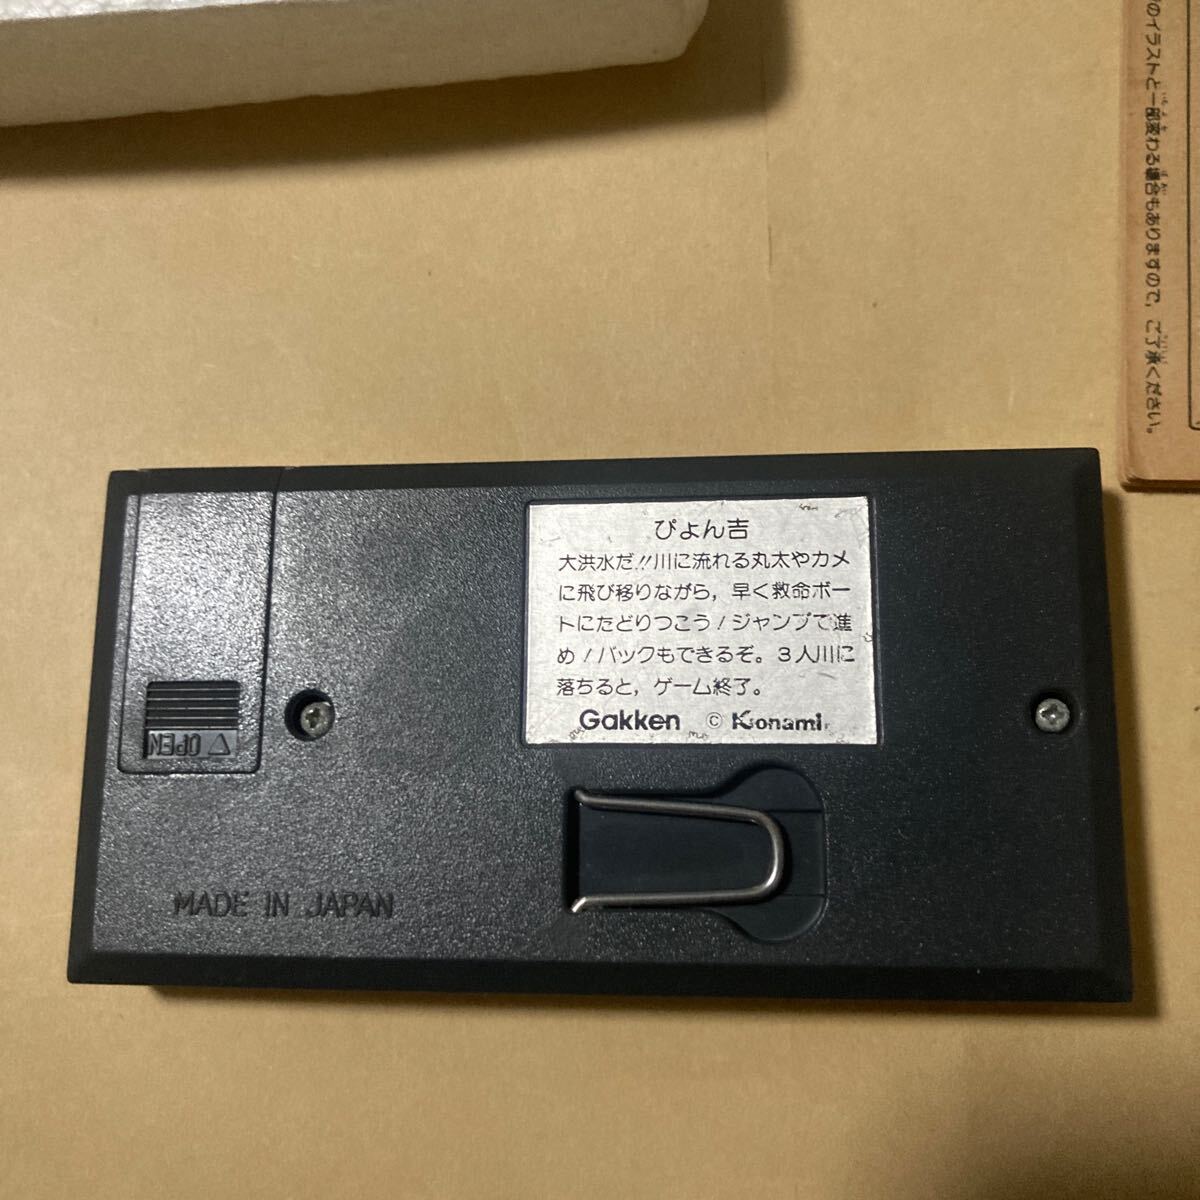 のイラストと一部変わる場合もありますので、ご了承ください。
ぴょん吉
大洪水だ!!川に流れる丸太やカメ
に飛び移りながら，早く救命ボー
トにたどりつこう！ジャンプで進
め！バックもできるぞ。３人川に
落ちると，ゲーム終了。
Gakken © Konami
△ OPEN
MADE IN JAPAN